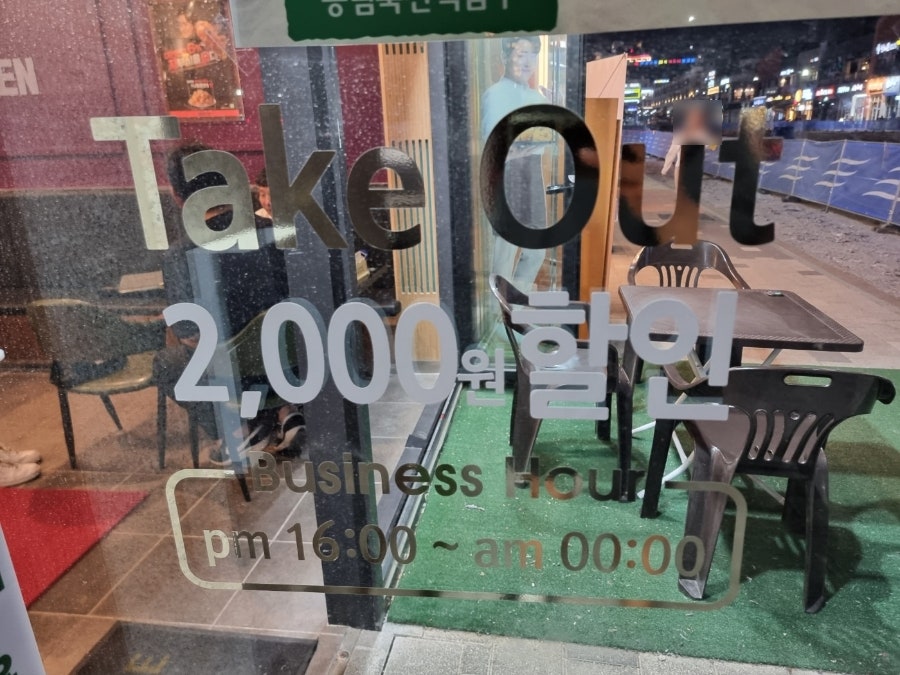 Take Out
2,000원 할인
Business Hour
pm 16:00 ~ am 00:00